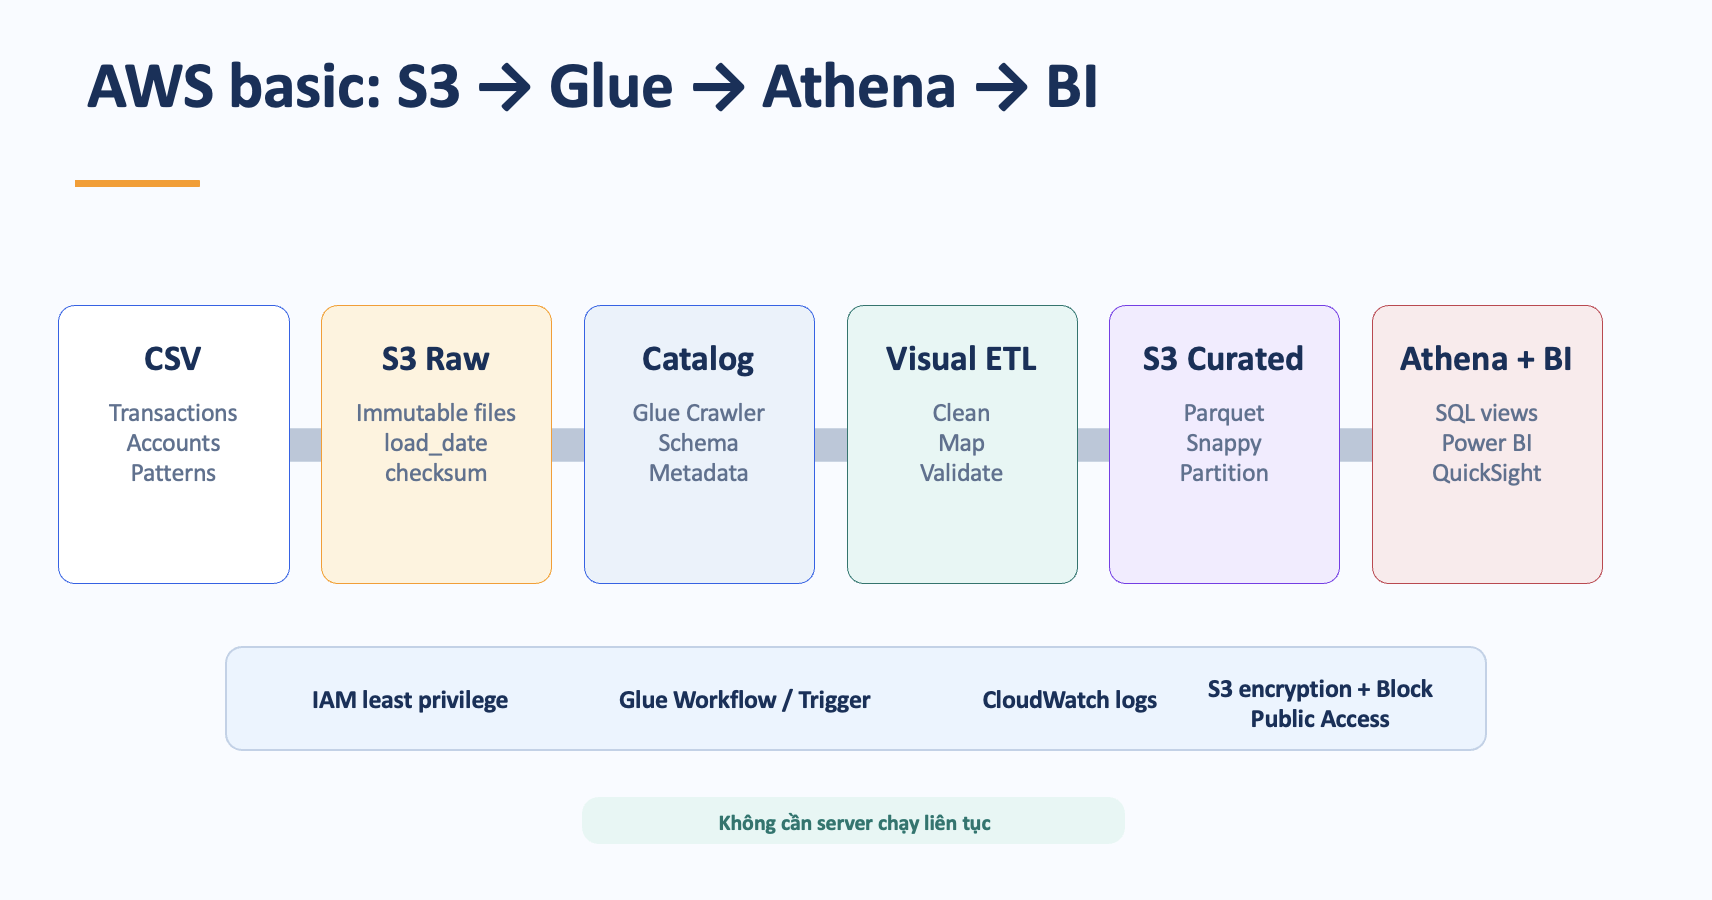 AWS basic: S3 → Glue → Athena → BI
CSV
Transactions
Accounts
Patterns
S3 Raw
Immutable files
load_date
checksum
Catalog
Glue Crawler
Schema
Metadata
Visual ETL
Clean
Map
Validate
S3 Curated
Parquet
Snappy
Partition
Athena + BI
SQL views
Power BI
QuickSight
IAM least privilege
Glue Workflow / Trigger
CloudWatch logs
S3 encryption + Block
Public Access
Không cần server chạy liên tục